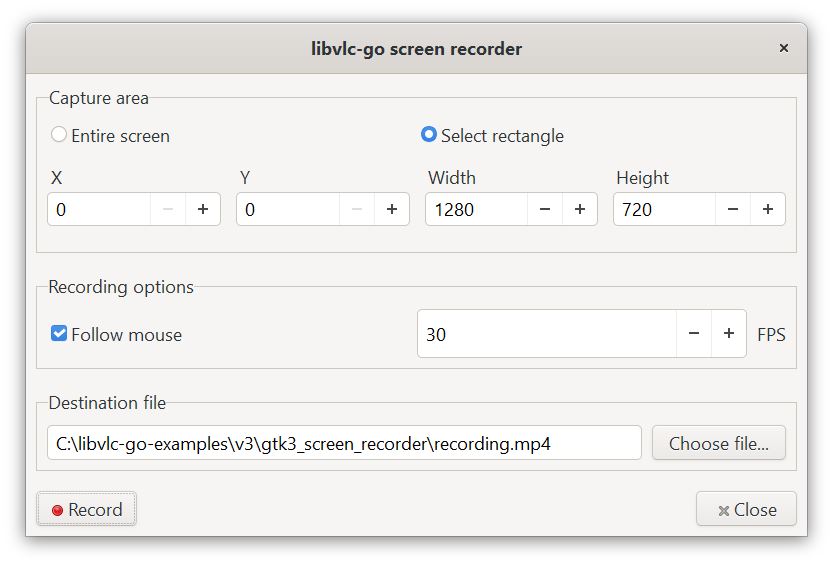 libvlc-go screen recorder ×
Capture area
Entire screen Select rectangle
X Y Width Height
0 − + 0 − + 1280 − + 720 − +
Recording options
Follow mouse 30 − + FPS
Destination file
C:\libvlc-go-examples\v3\gtk3_screen_recorder\recording.mp4 Choose file...
Record Close